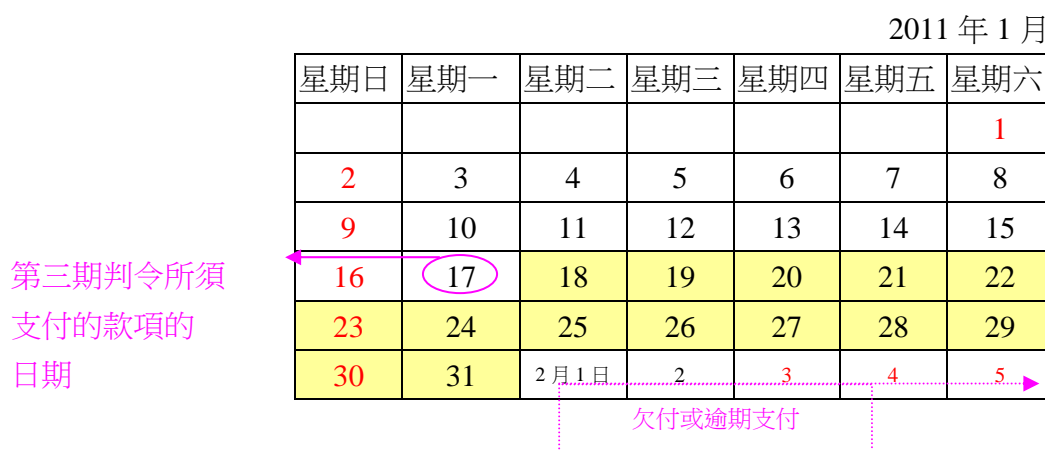 2011 年 1 月
星期日 星期一 星期二 星期三 星期四 星期五 星期六
1
2 3 4 5 6 7 8
9 10 11 12 13 14 15
16 17 18 19 20 21 22
23 24 25 26 27 28 29
30 31 2 月 1 日 2 3 4 5
第三期判令所須
支付的款項的
日期
欠付或逾期支付